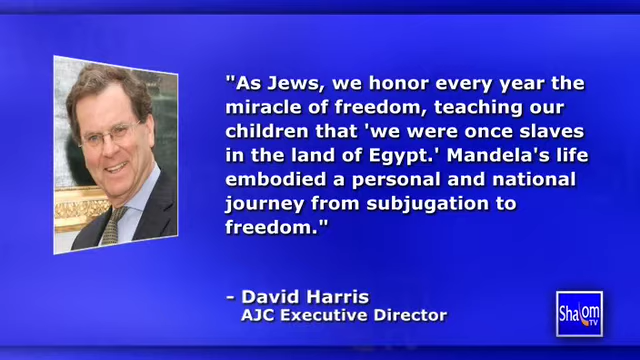 "As Jews, we honor every year the
miracle of freedom, teaching our
children that 'we were once slaves
in the land of Egypt.' Mandela's life
embodied a personal and national
journey from subjugation to
freedom."
– David Harris
AJC Executive Director
Shalom
TV